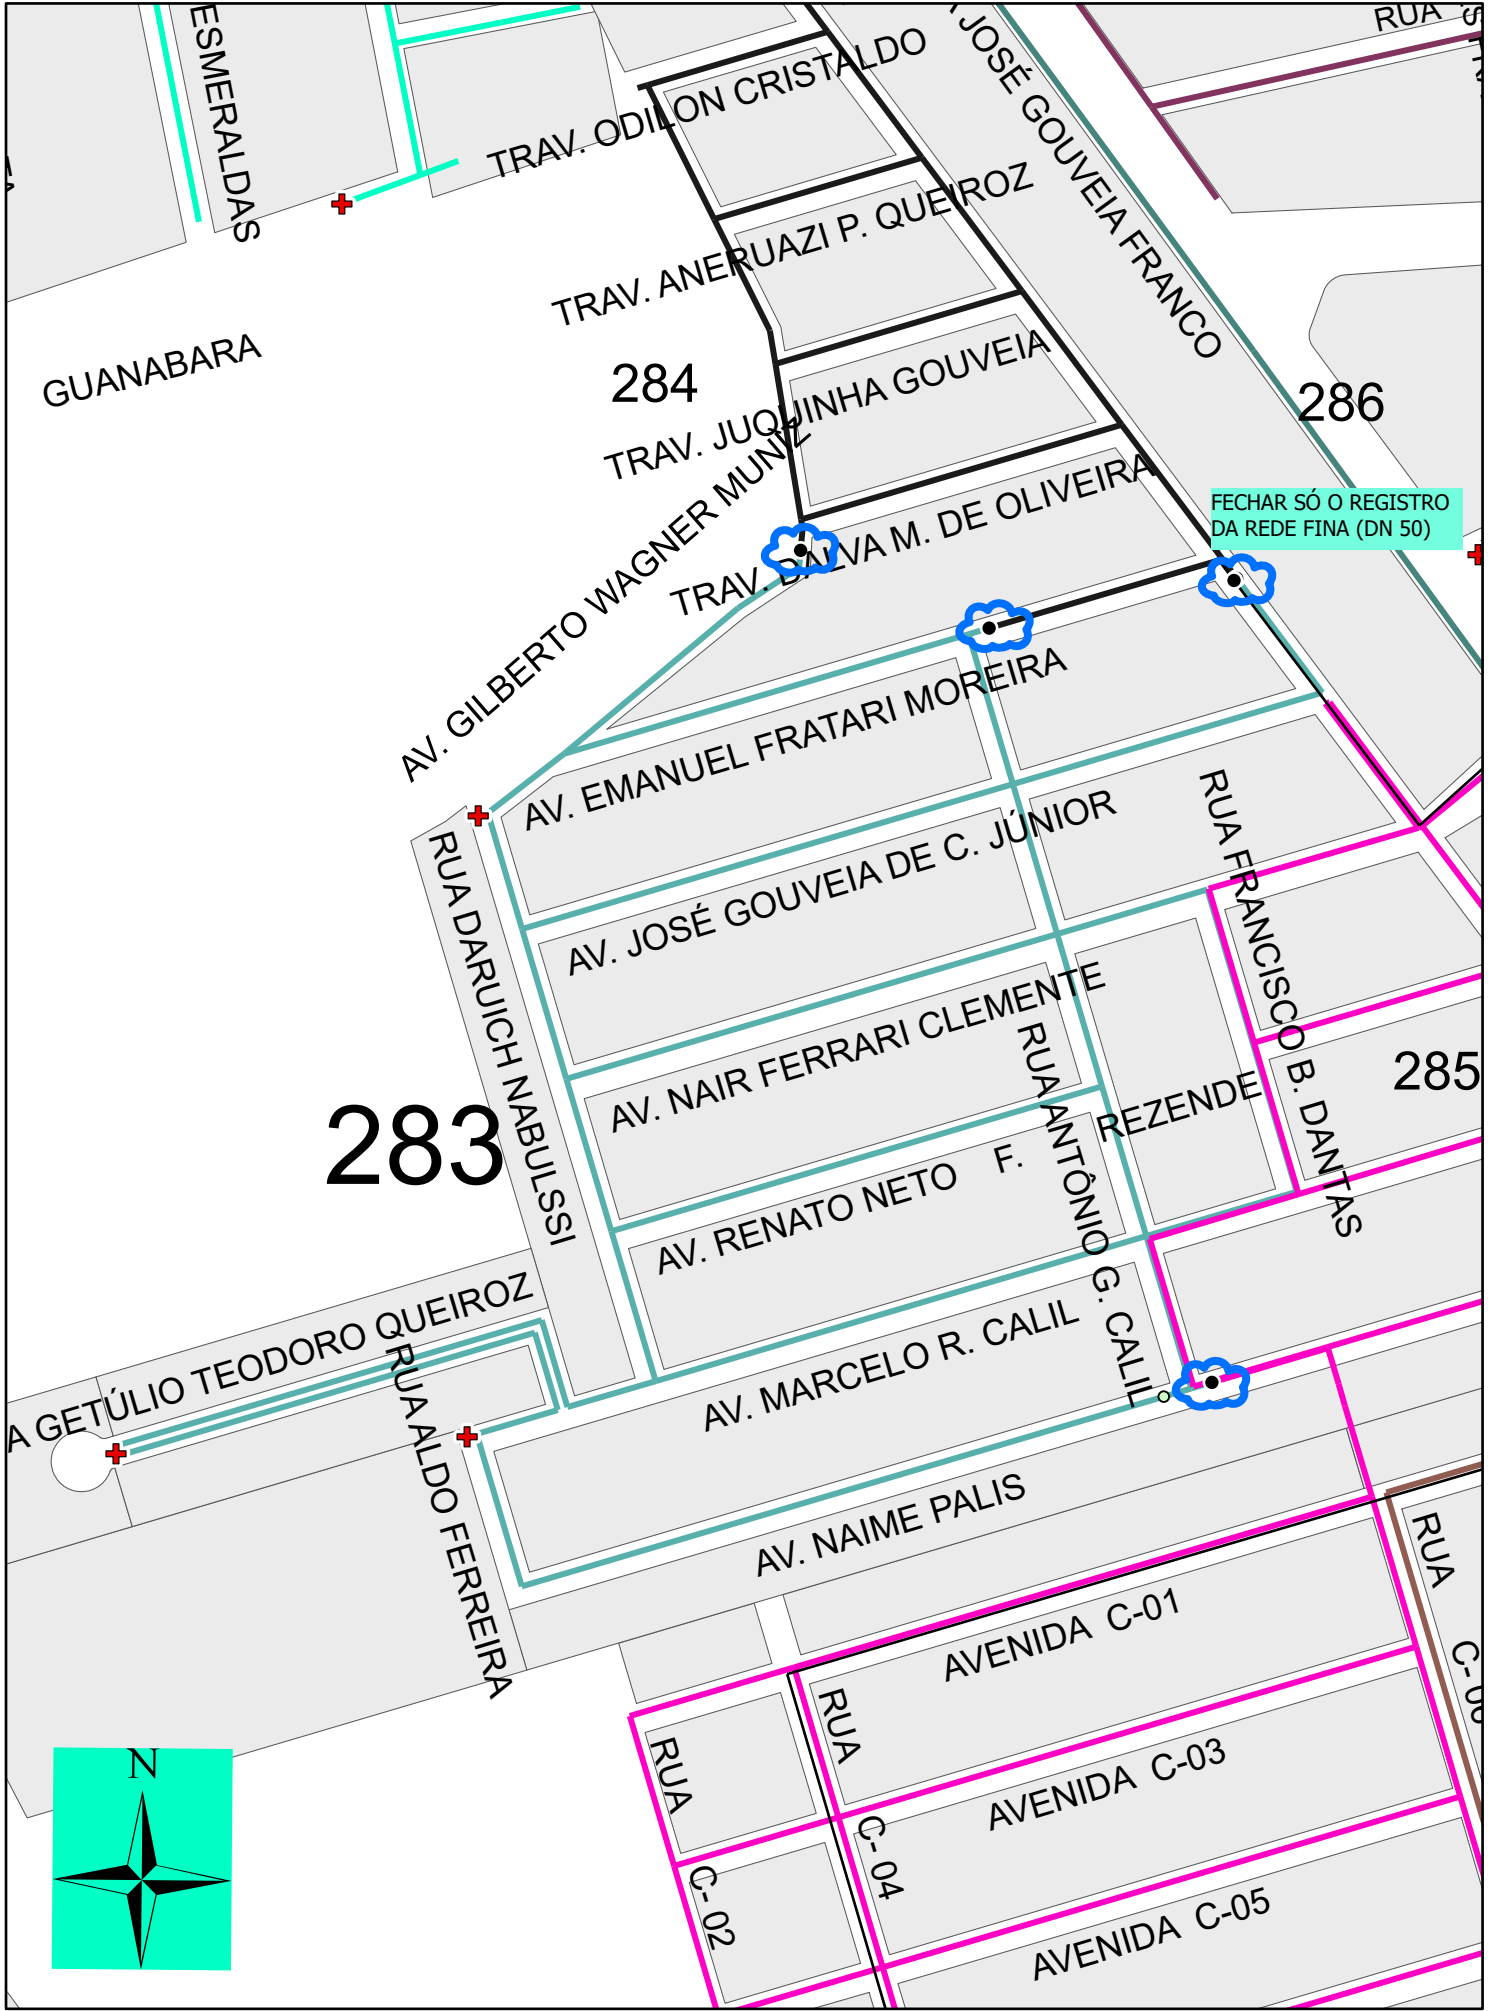 ESMERALDAS
TRAV. ODILON CRISTALDO
JOSÉ GOUVEIA FRANCO
RUA
TRAV. ANERUAZI P. QUEIROZ
GUANABARA
284
TRAV. JUQUINHA GOUVEIA
286
AV. GILBERTO WAGNER MUNIZ
TRAV. DALVA M. DE OLIVEIRA
FECHAR SÓ O REGISTRO
DA REDE FINA (DN 50)
AV. EMANUEL FRATARI MOREIRA
RUA DARUICH NABULSSI
AV. JOSÉ GOUVEIA DE C. JÚNIOR
RUA FRANCISCO B. DANTAS
AV. NAIR FERRARI CLEMENTE
RUA ANTÔNIO G. CALIL
285
283
AV. RENATO NETO F. REZENDE
A GETÚLIO TEODORO QUEIROZ
RUA ALDO FERREIRA
AV. MARCELO R. CALIL
AV. NAIME PALIS
RUA
AVENIDA C-01
RUA
C- 04
RUA
C- 02
AVENIDA C-03
AVENIDA C-05
N